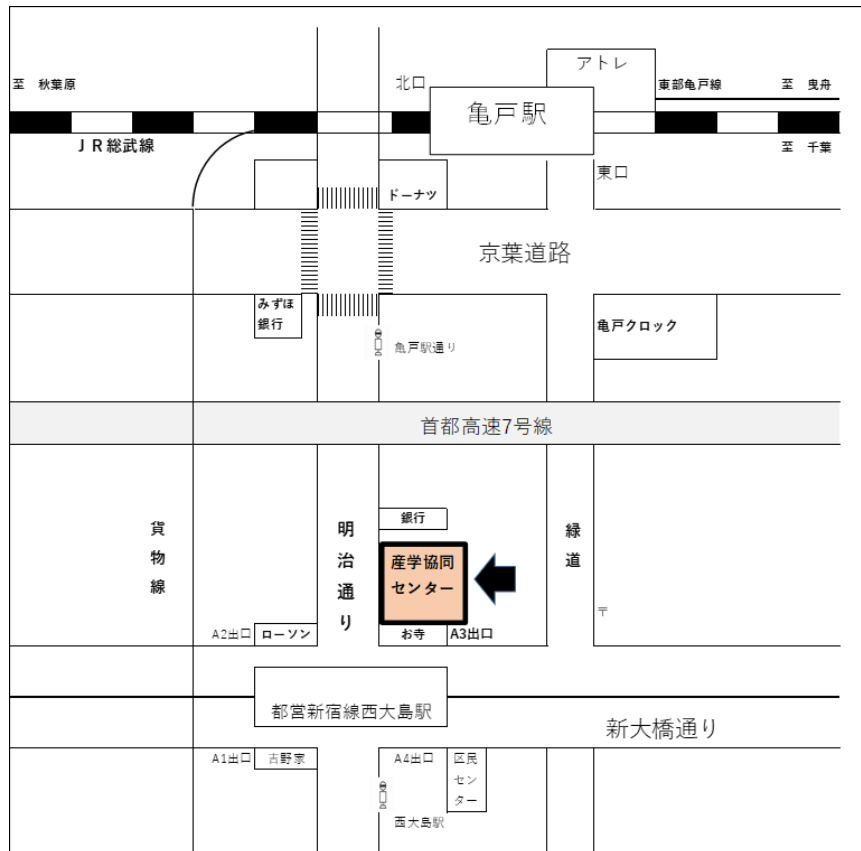 アトレ
至 秋葉原
北口
東部亀戸線
至 曳舟
亀戸駅
JR総武線
至 千葉
東口
ドーナツ
京葉道路
みずほ
銀行
亀戸クロック
亀戸駅通り
首都高速7号線
貨物線
明治通り
銀行
緑道
産学協同
センター
〒
A2出口
ローソン
お寺
A3出口
都営新宿線西大島駅
新大橋通り
A1出口
吉野家
A4出口
区民
セン
ター
西大島駅